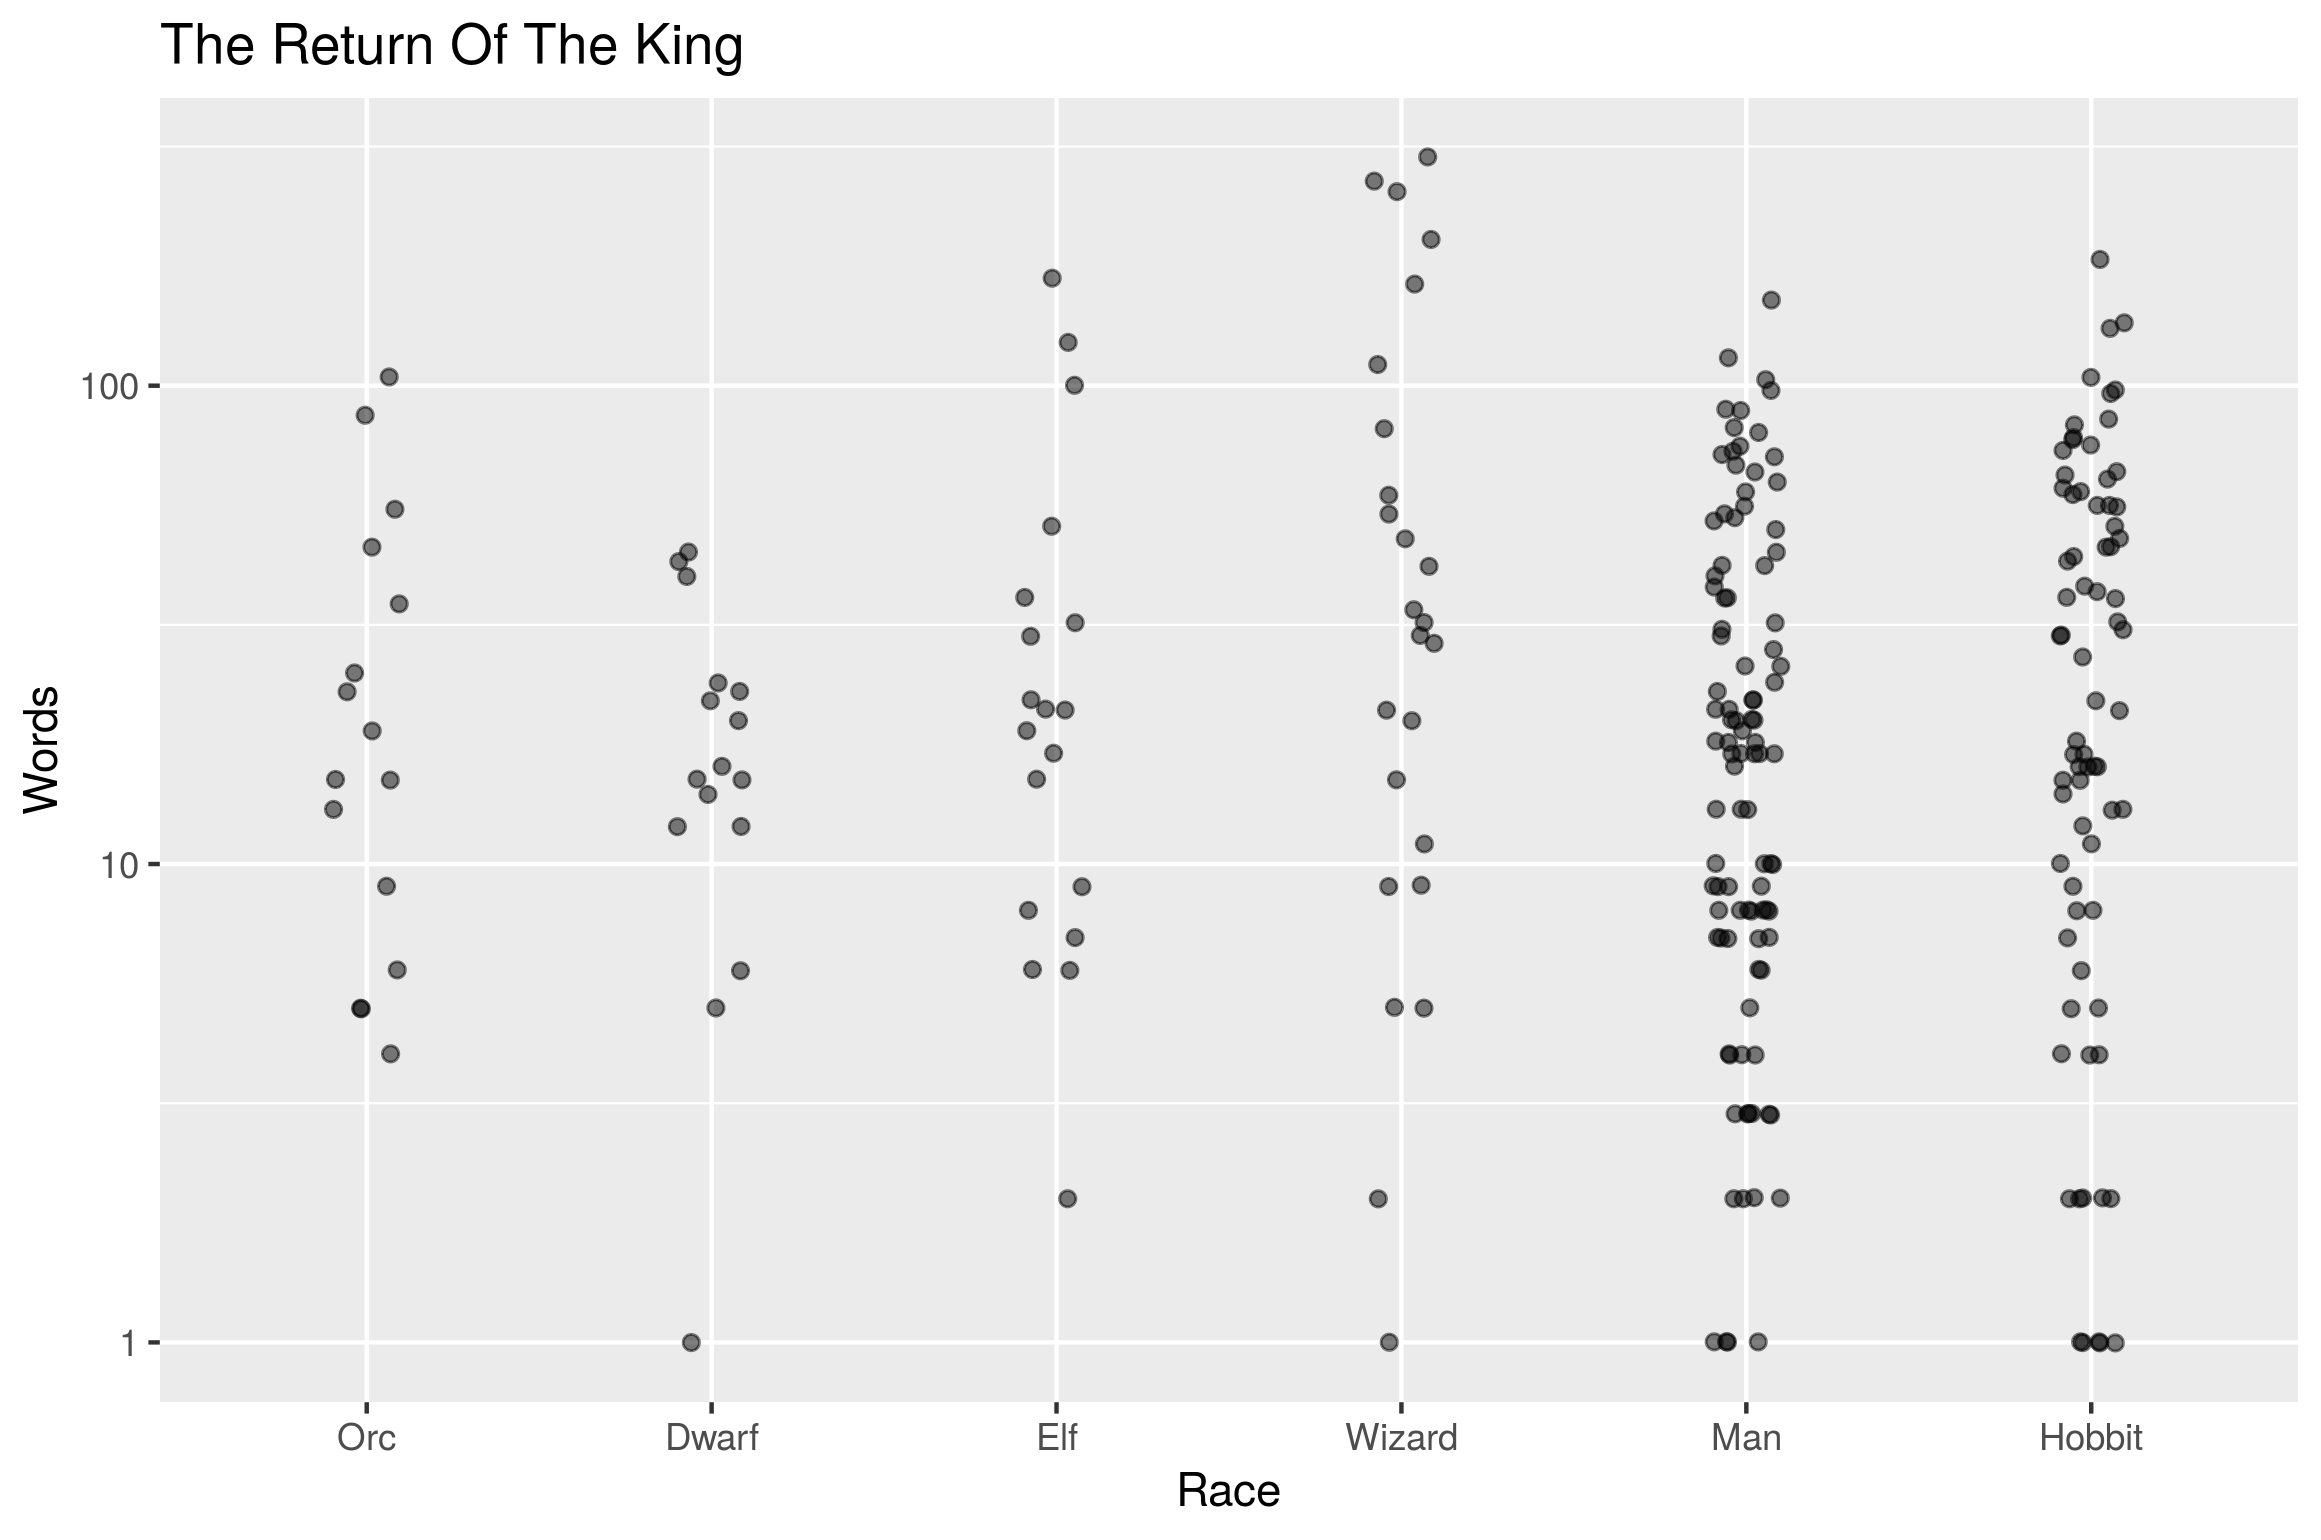 The Return Of The King
Words
100
10
1
Orc
Dwarf
Elf
Wizard
Man
Hobbit
Race